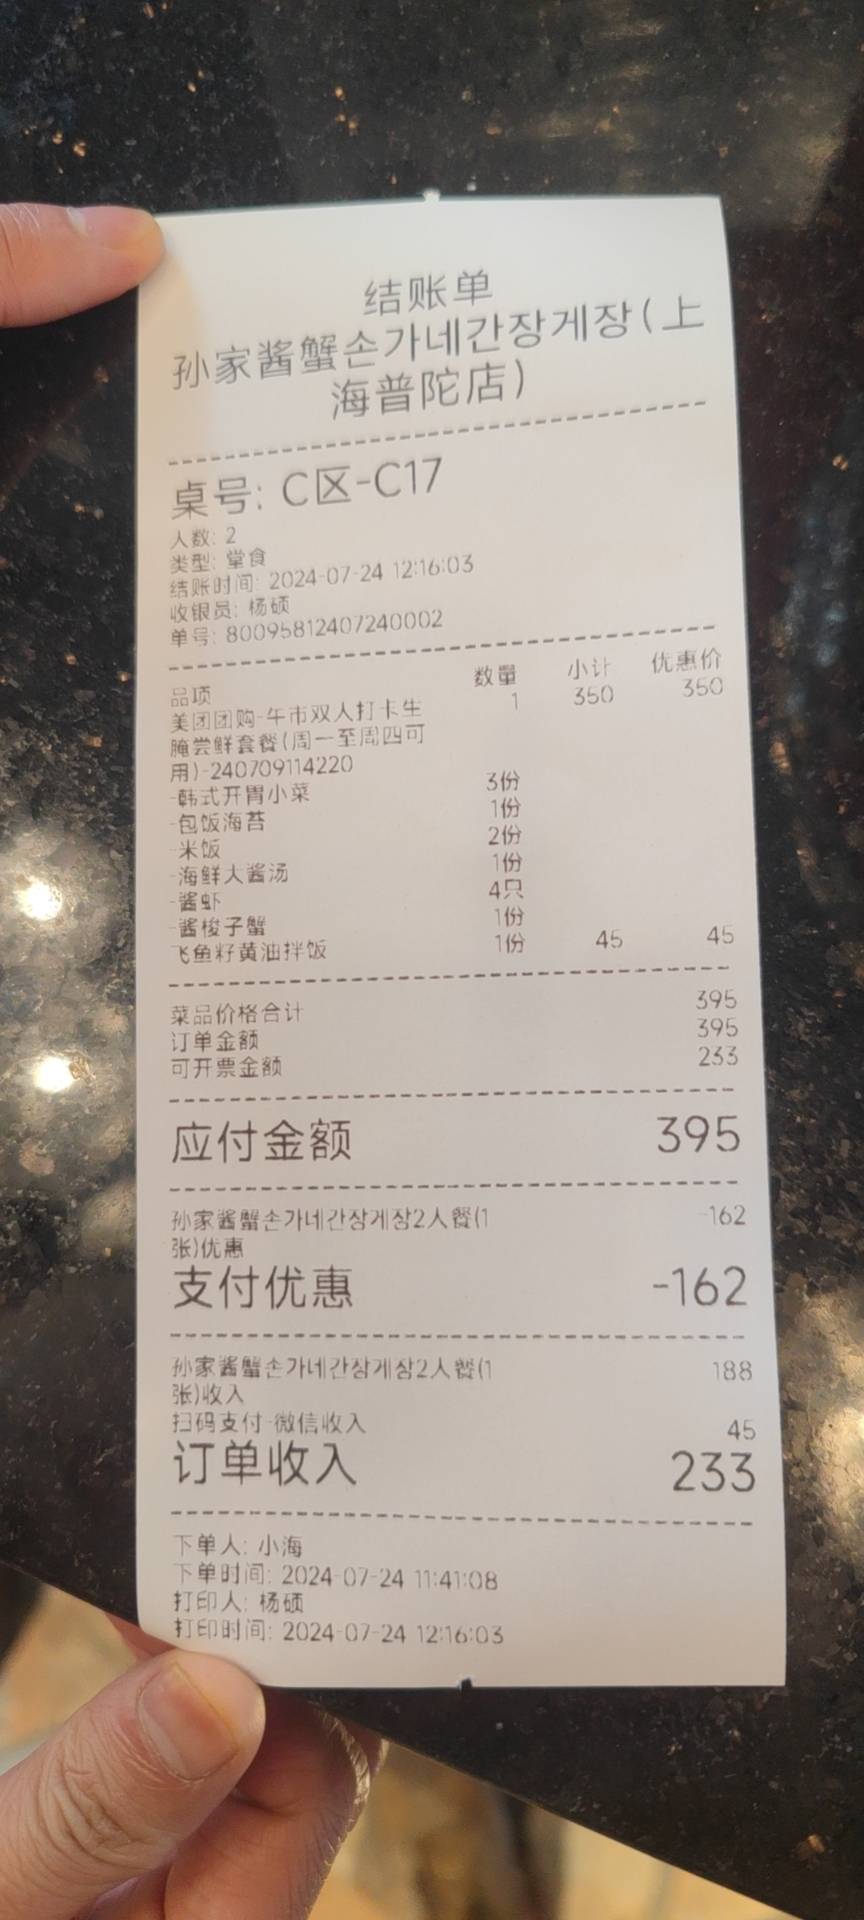 结账单
孙家酱蟹손가네간장게장(上
海普陀店)
桌号: C区-C17
人数: 2
类型: 堂食
结账时间: 2024-07-24 12:16:03
收银员: 杨硕
单号: 80095812407240002
品项 数量 小计 优惠价
美团团购-午市双人打卡生 1 350 350
腌尝鲜套餐(周一至周四可
用)-240709114220
-韩式开胃小菜 3份
-包饭海苔 1份
-米饭 2份
-海鲜大酱汤 1份
-酱虾 4只
-酱梭子蟹 1份
飞鱼籽黄油拌饭 1份 45 45
菜品价格合计 395
订单金额 395
可开票金额 233
应付金额 395
孙家酱蟹손가네간장게장2人餐(1 -162
张)优惠
支付优惠 -162
孙家酱蟹손가네간장게장2人餐(1 188
张)收入
扫码支付-微信收入 45
订单收入 233
下单人: 小海
下单时间: 2024-07-24 11:41:08
打印人: 杨硕
打印时间: 2024-07-24 12:16:03